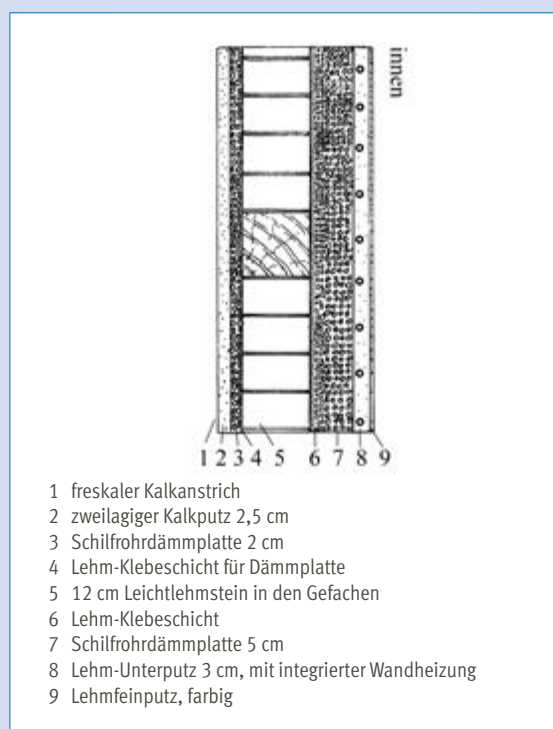 innen
1 2 3 4 5 6 7 8 9
1 freskaler Kalkanstrich
2 zweilagiger Kalkputz 2,5 cm
3 Schilfrohrdämmplatte 2 cm
4 Lehm-Klebeschicht für Dämmplatte
5 12 cm Leichtlehmstein in den Gefachen
6 Lehm-Klebeschicht
7 Schilfrohrdämmplatte 5 cm
8 Lehm-Unterputz 3 cm, mit integrierter Wandheizung
9 Lehmfeinputz, farbig